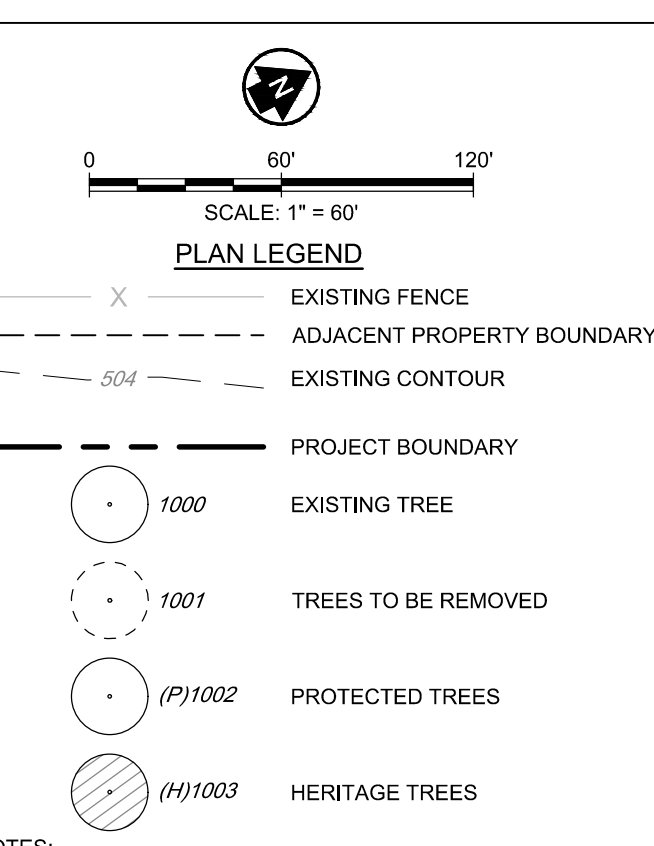 N
0 60' 120'
SCALE: 1" = 60'
PLAN LEGEND
X EXISTING FENCE
ADJACENT PROPERTY BOUNDARY
504 EXISTING CONTOUR
PROJECT BOUNDARY
1000 EXISTING TREE
1001 TREES TO BE REMOVED
(P)1002 PROTECTED TREES
(H)1003 HERITAGE TREES